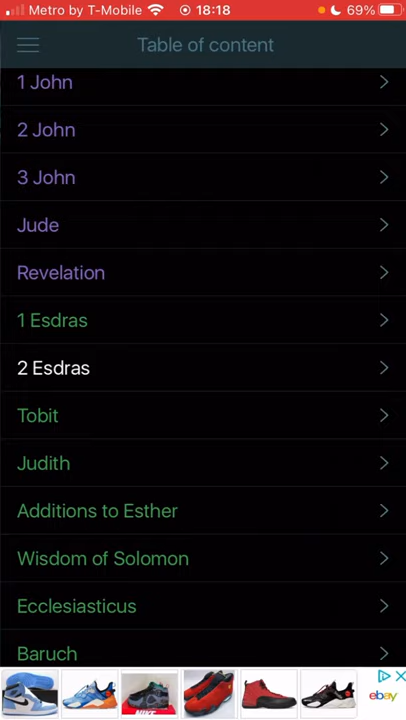 Metro by T-Mobile 18:18 69%
Table of content
1 John
2 John
3 John
Jude
Revelation
1 Esdras
2 Esdras
Tobit
Judith
Additions to Esther
Wisdom of Solomon
Ecclesiasticus
Baruch
ebay